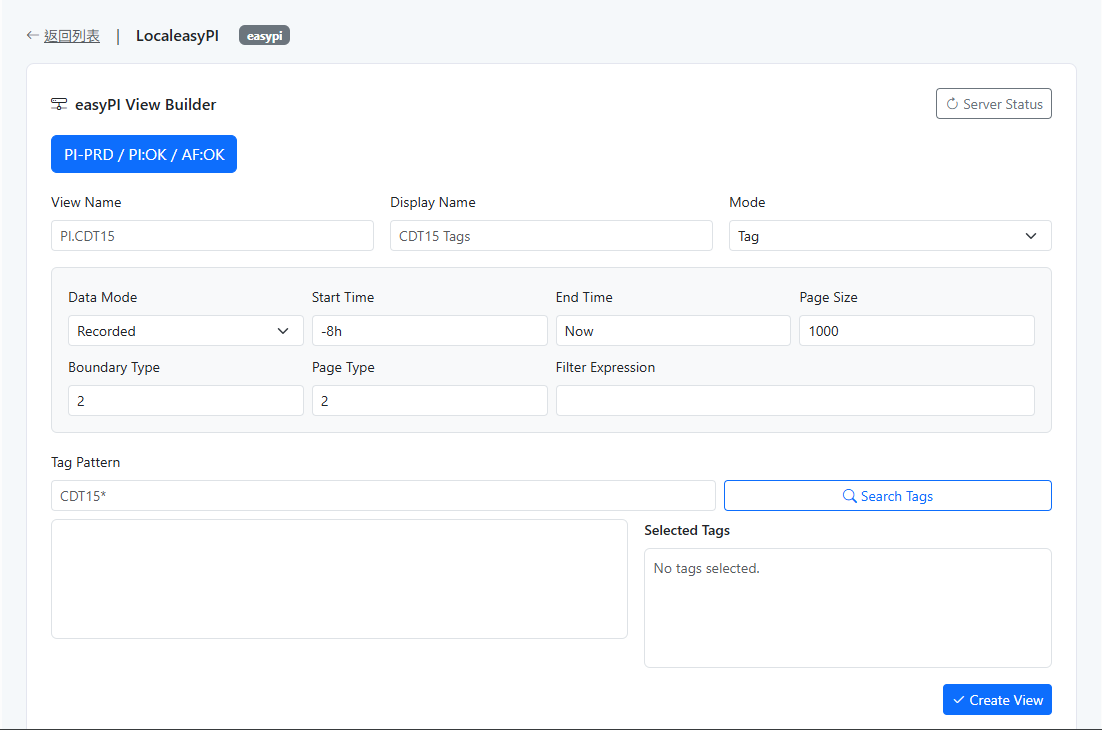 返回列表 | LocaleasyPI easypi
easyPI View Builder
Server Status
PI-PRD / PI:OK / AF:OK
View Name Display Name Mode
PI.CDT15 CDT15 Tags Tag
Data Mode Start Time End Time Page Size
Recorded -8h Now 1000
Boundary Type Page Type Filter Expression
2 2
Tag Pattern
CDT15* Search Tags
Selected Tags
No tags selected.
Create View